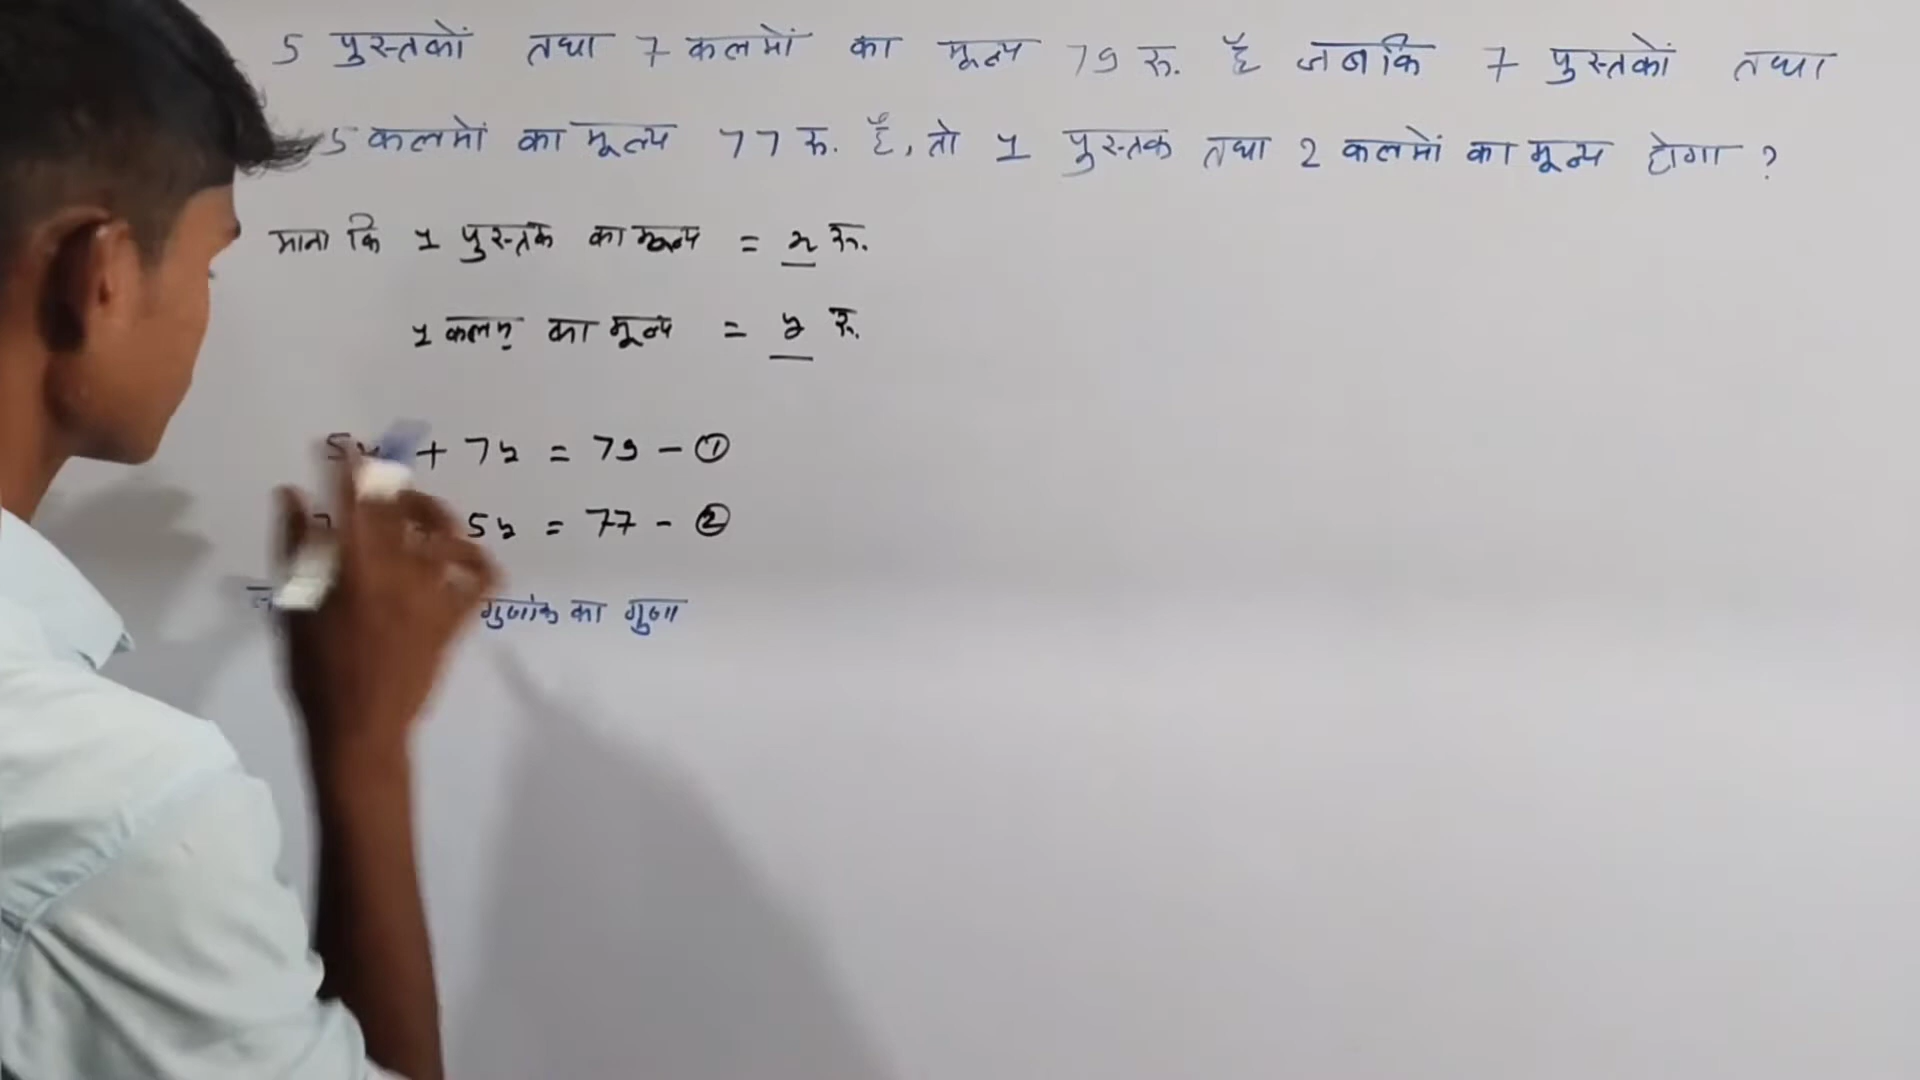 5 पुस्तकों तथा 7 कलमों का मूल्य 79 रु. है जबकि 7 पुस्तकों तथा
5 कलमों का मूल्य 77 रु. है, तो 1 पुस्तक तथा 2 कलमों का मूल्य होगा ?
माना कि 1 पुस्तक का मूल्य = x रु.
1 कलम का मूल्य = y रु.
5x + 7y = 79 - ①
5y = 77 - ②
गुणांक का गुणा